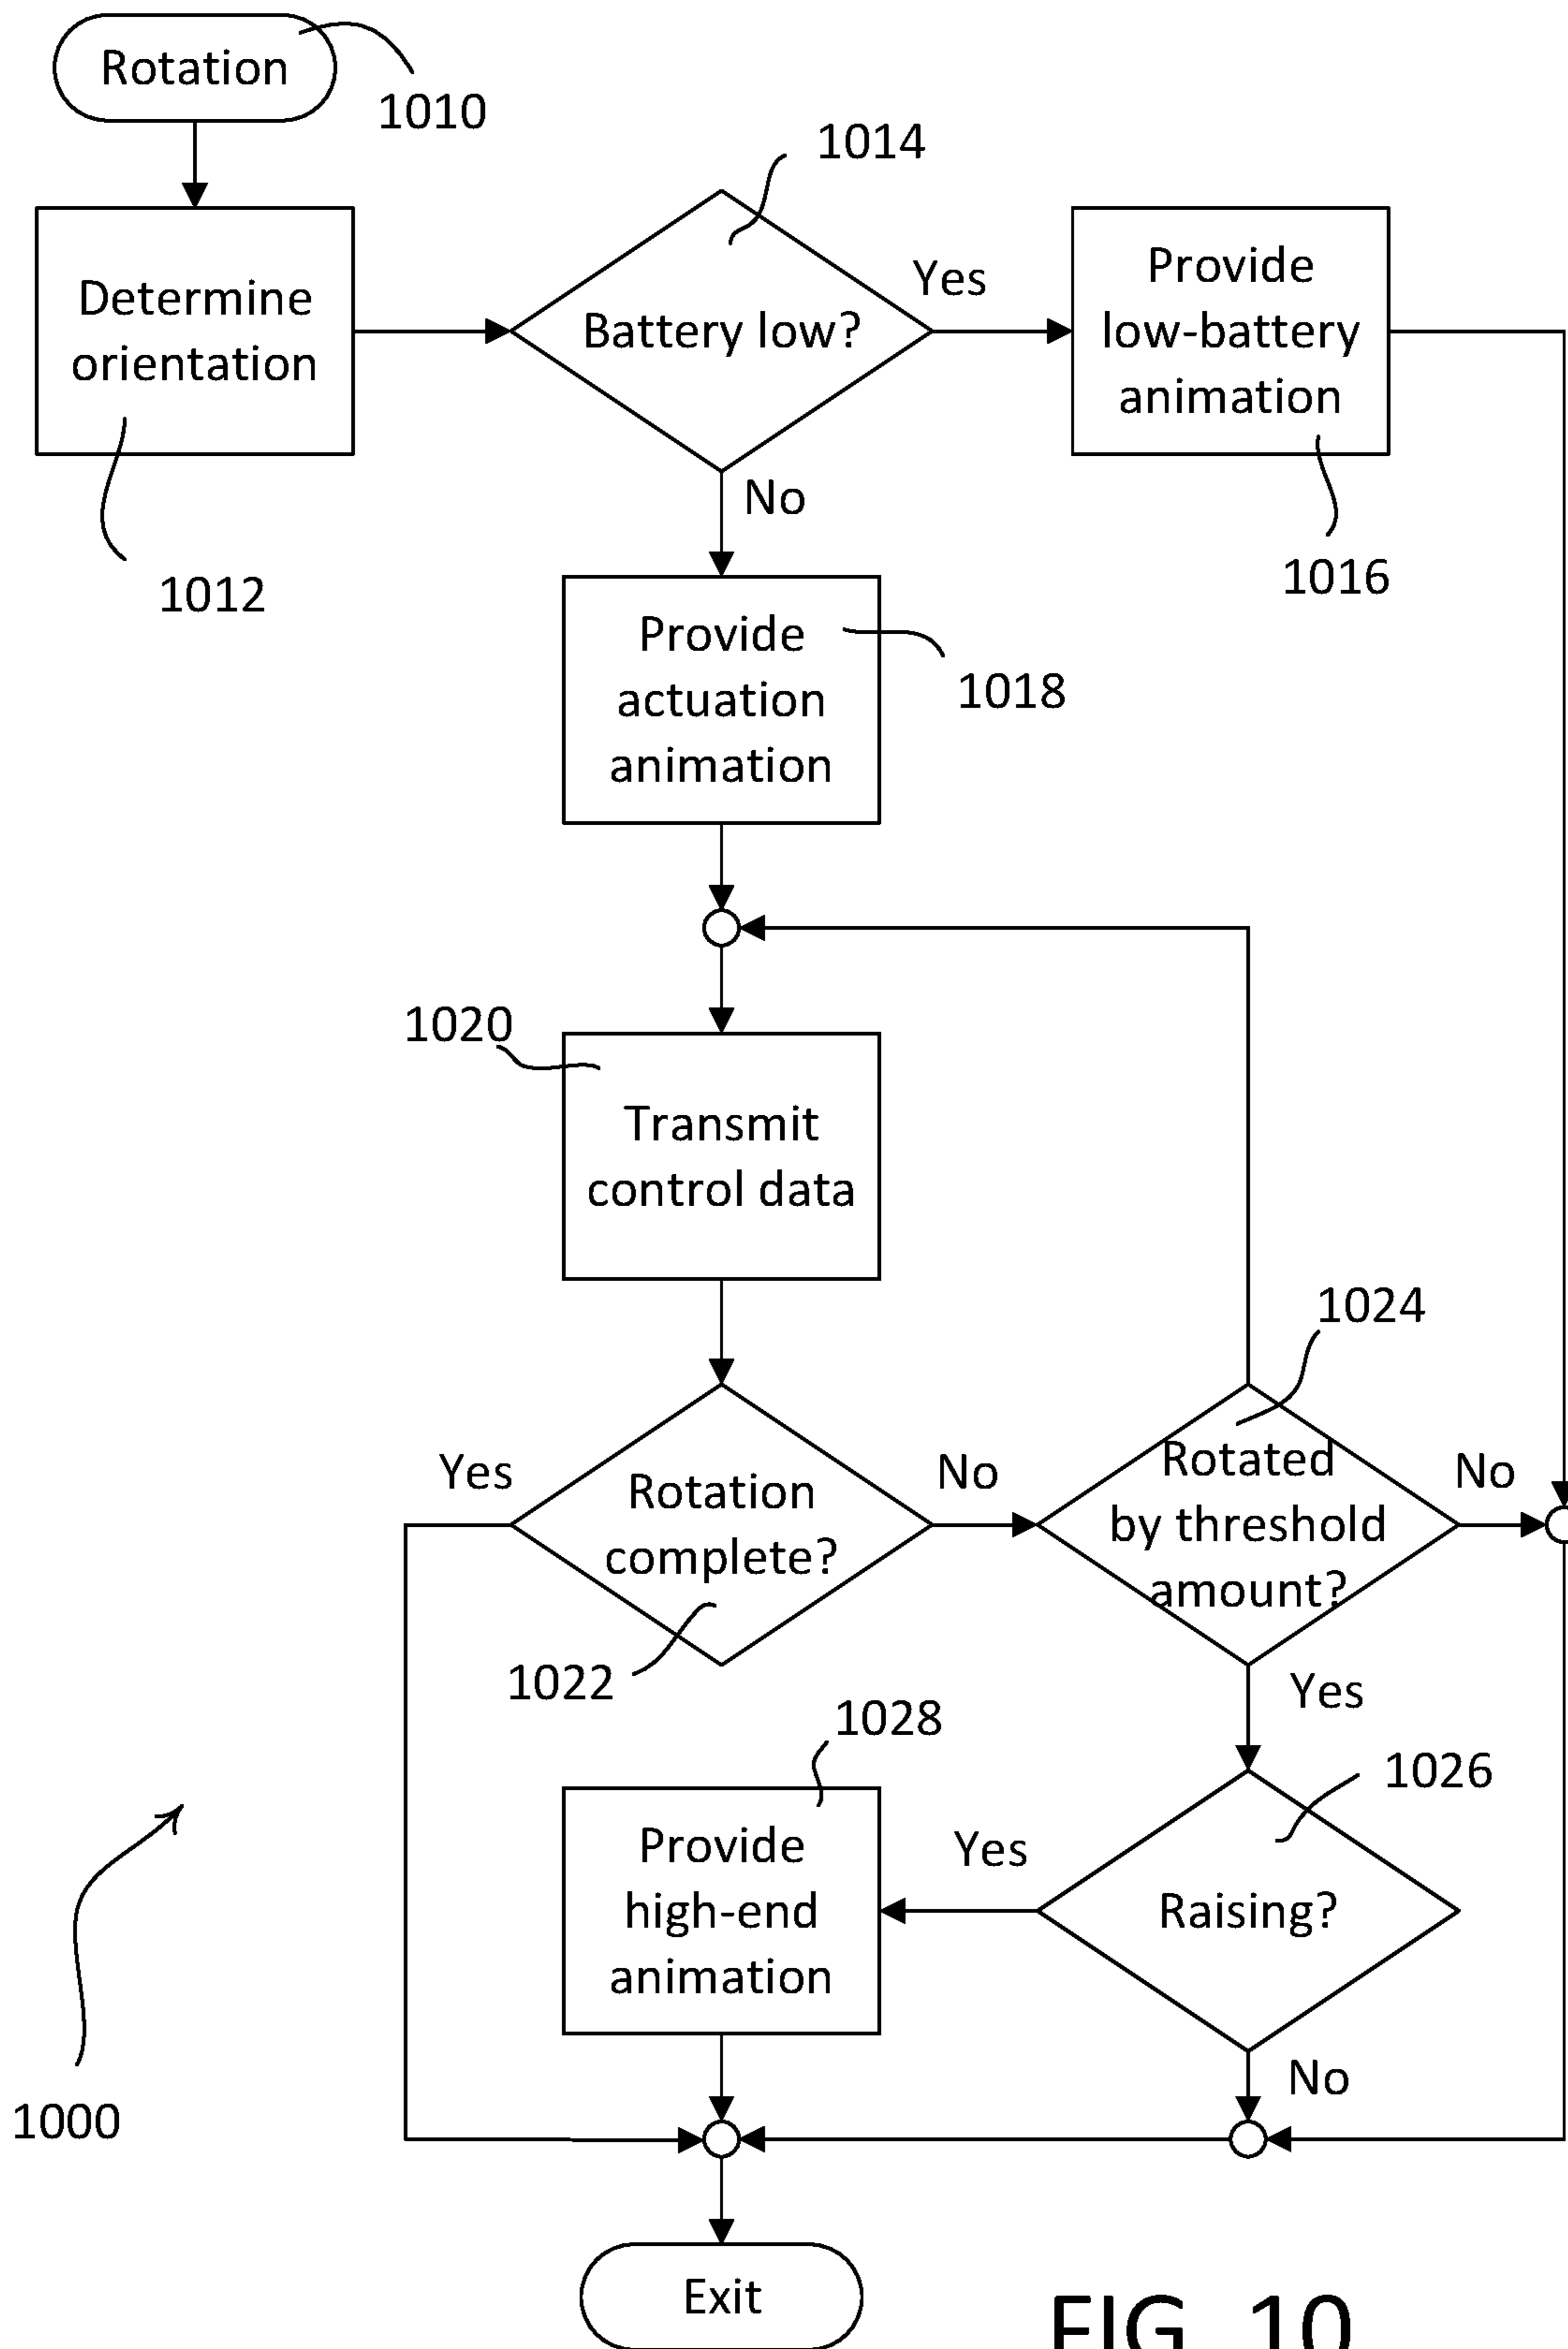 Rotation
1010
1014
Determine
orientation
1012
Battery low?
Yes
No
Provide
low-battery
animation
1016
Provide
actuation
animation
1018
1020
Transmit
control data
1024
Yes
Rotation
complete?
1022
No
Rotated
by threshold
amount?
No
Yes
1028
1026
Provide
high-end
animation
Yes
Raising?
No
1000
Exit
FIG. 10